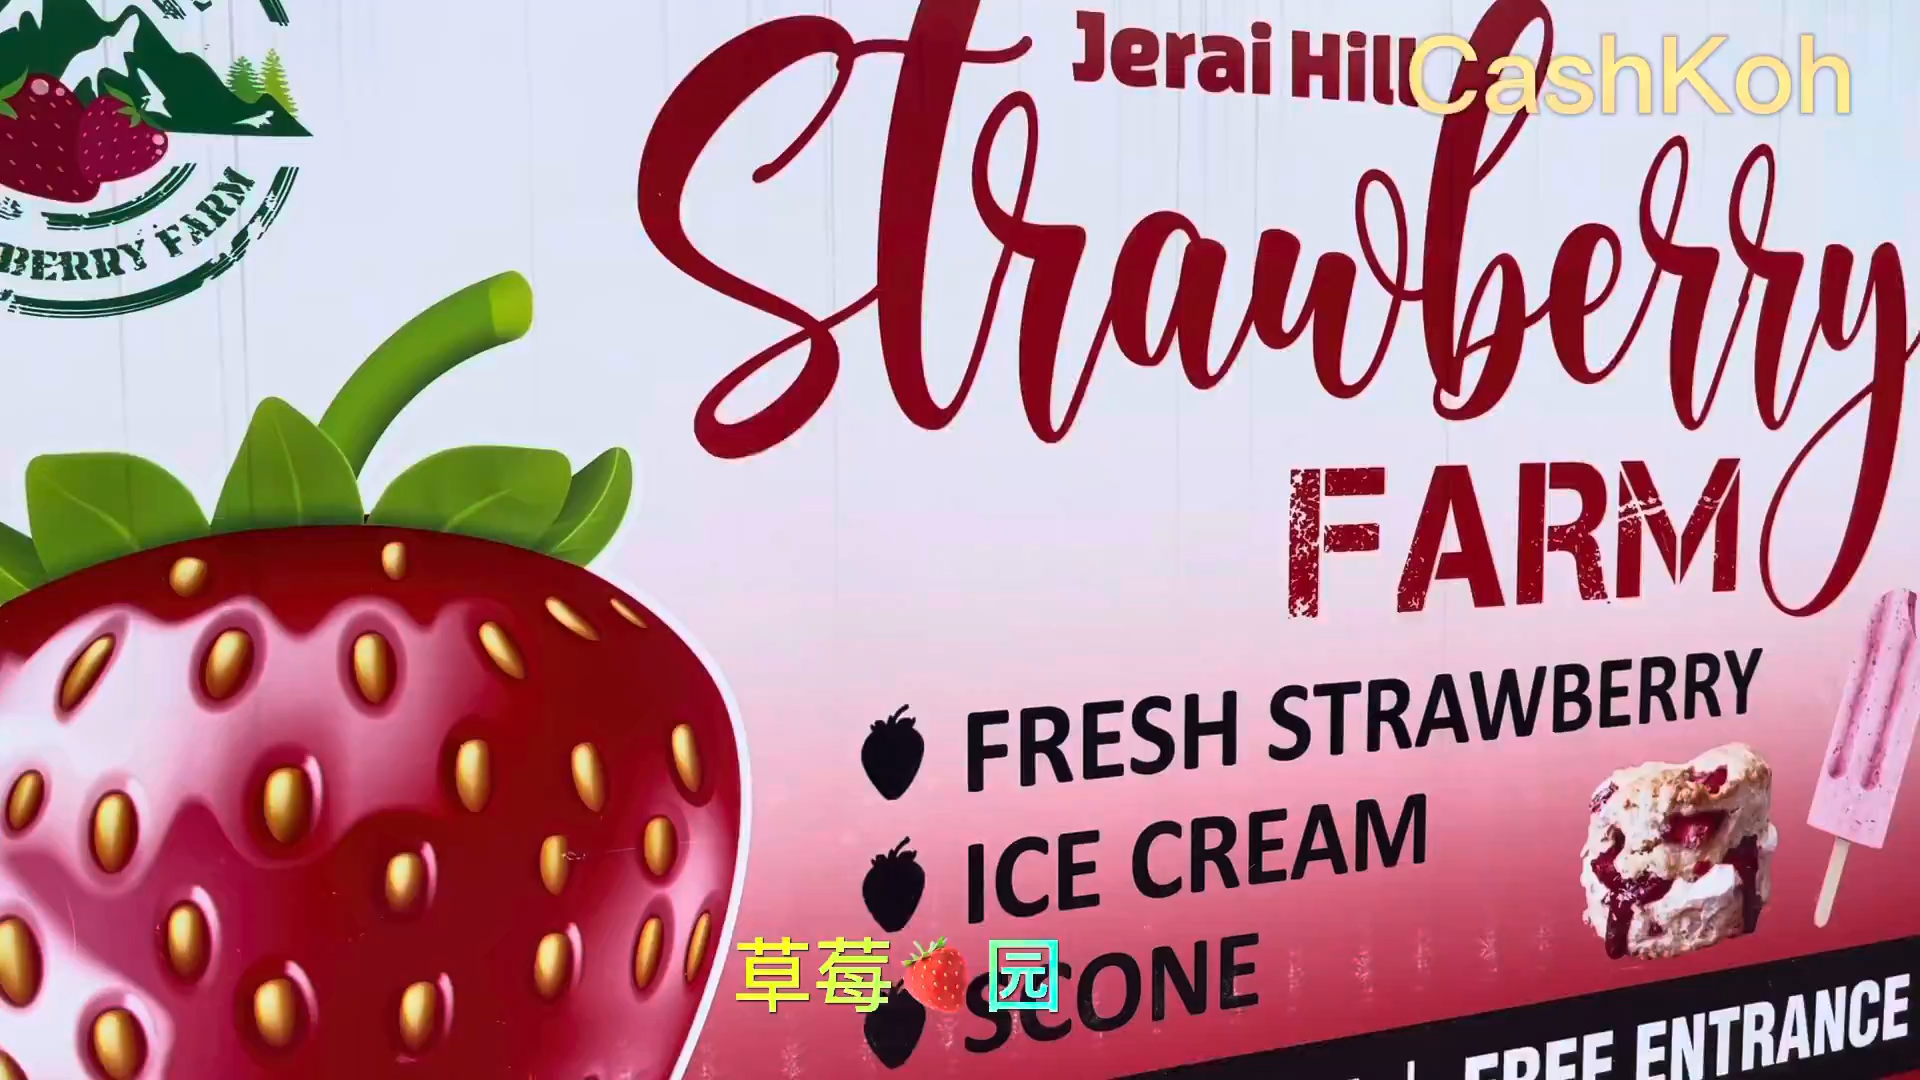 Jerai Hill
CashKoh
Strawberry
FARM
BERRY FARM
FRESH STRAWBERRY
ICE CREAM
SCONE
草莓🍓园
FREE ENTRANCE